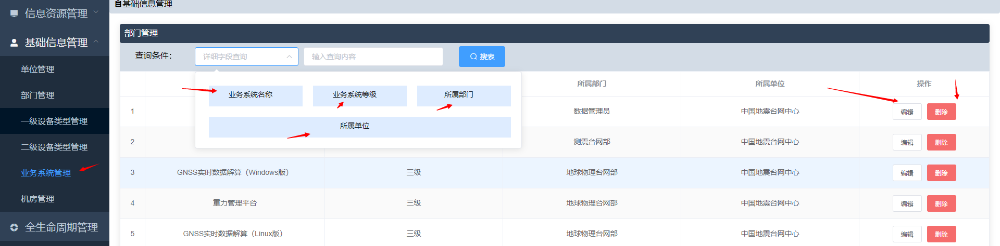 信息资源管理
基础信息管理
单位管理
部门管理
一级设备类型管理
二级设备类型管理
业务系统管理
机房管理
全生命周期管理
基础信息管理
部门管理
查询条件： 详细字段查询 输入查询内容 搜索
业务系统名称 业务系统等级 所属部门
所属单位
所属部门 所属单位 操作
1 数据管理员 中国地震台网中心 编辑 删除
2 测震台网部 中国地震台网中心 编辑 删除
3 GNSS实时数据解算（Windows版） 三级 地球物理台网部 中国地震台网中心 编辑 删除
4 重力管理平台 三级 地球物理台网部 中国地震台网中心 编辑 删除
5 GNSS实时数据解算（Linux版） 三级 地球物理台网部 中国地震台网中心 编辑 删除